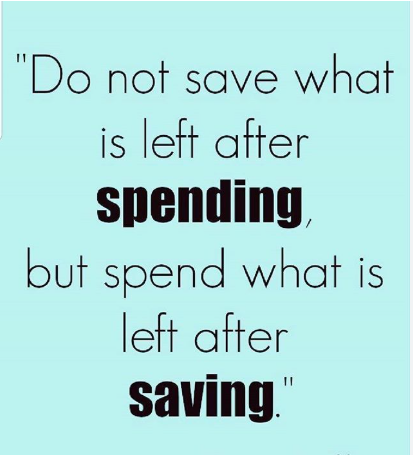 "Do not save what
is left after
spending,
but spend what is
left after
saving."